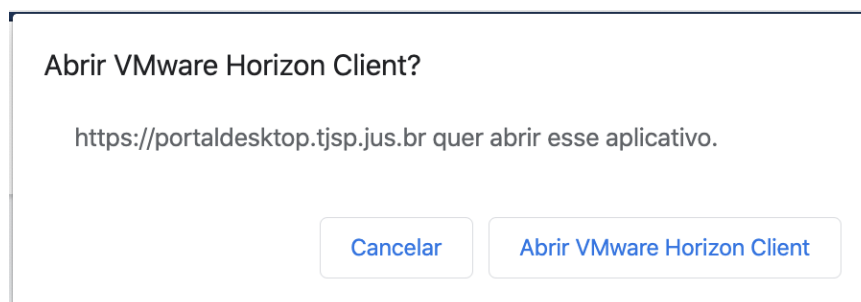 Abrir VMware Horizon Client?
https://portaldesktop.tjsp.jus.br quer abrir esse aplicativo.
Cancelar
Abrir VMware Horizon Client